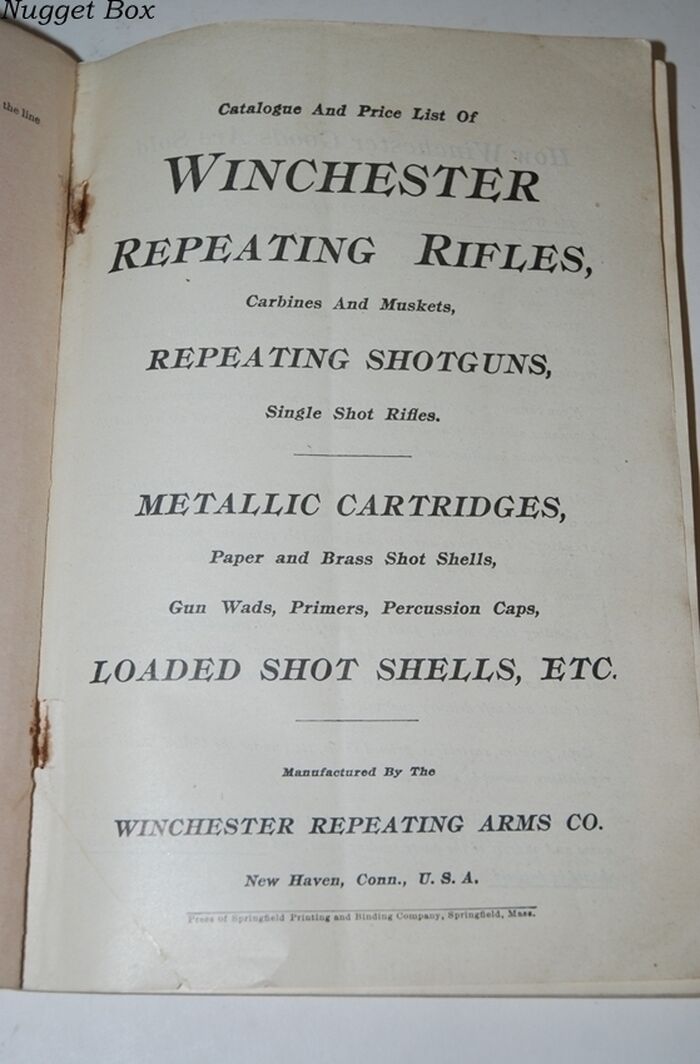 Nugget Box
the line
Catalogue And Price List Of
WINCHESTER
REPEATING RIFLES,
Carbines And Muskets,
REPEATING SHOTGUNS,
Single Shot Rifles.
METALLIC CARTRIDGES,
Paper and Brass Shot Shells,
Gun Wads, Primers, Percussion Caps,
LOADED SHOT SHELLS, ETC.
Manufactured By The
WINCHESTER REPEATING ARMS CO.
New Haven, Conn., U. S. A.
Press of Springfield Printing and Binding Company, Springfield, Mass.